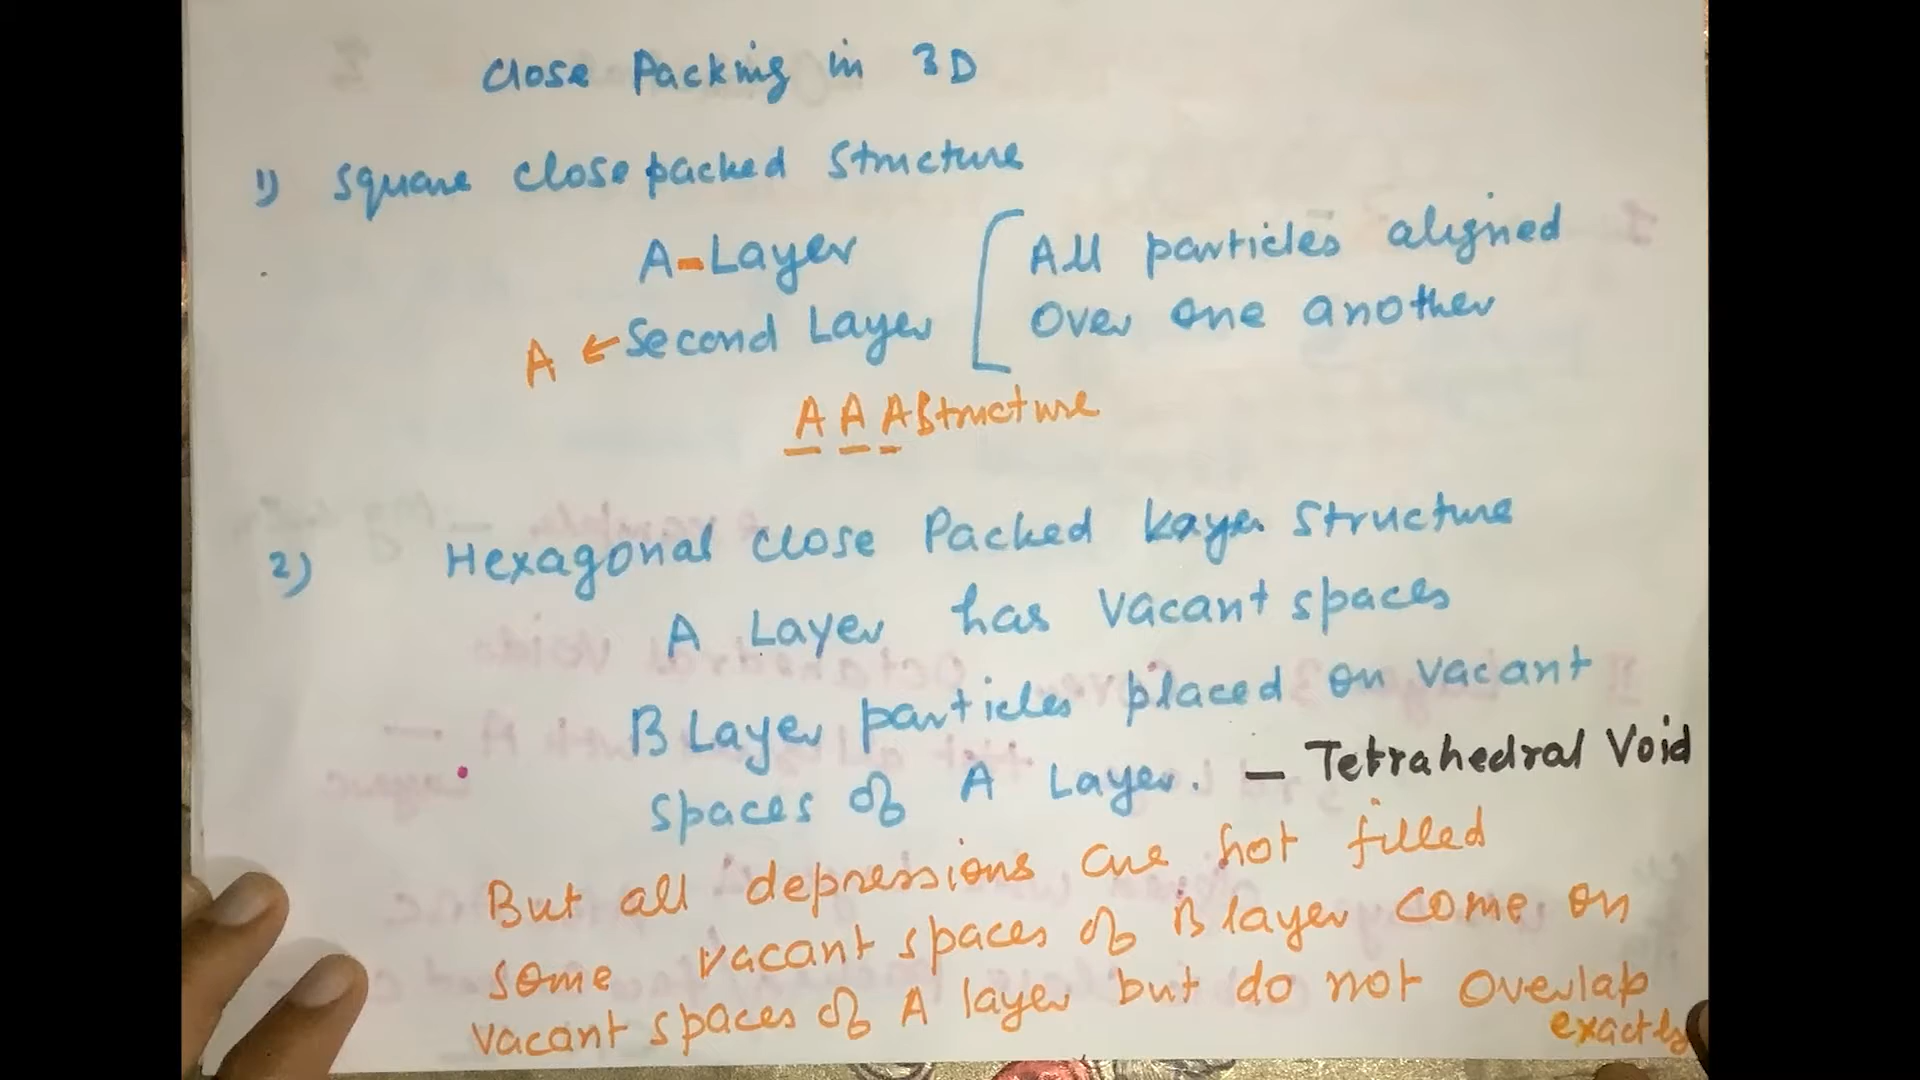 Close Packing in 3D
1) Square close packed Structure
A-Layer [ All particles aligned
A ← Second Layer over one another
A A A Structure
2) Hexagonal Close Packed Layer Structure
A Layer has vacant spaces
B Layer particles placed on vacant
spaces of A Layer. - Tetrahedral Void
But all depressions are not filled
some vacant spaces of B layer come on
vacant spaces of A layer but do not overlap
exactly